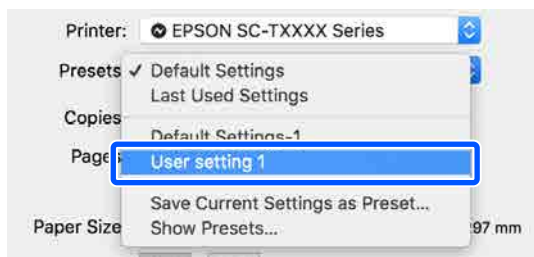 Printer: EPSON SC-TXXXX Series
Presets ✓ Default Settings
Last Used Settings
Copies
Default Settings-1
Pages
User setting 1
Save Current Settings as Preset...
Paper Size
Show Presets...
97 mm